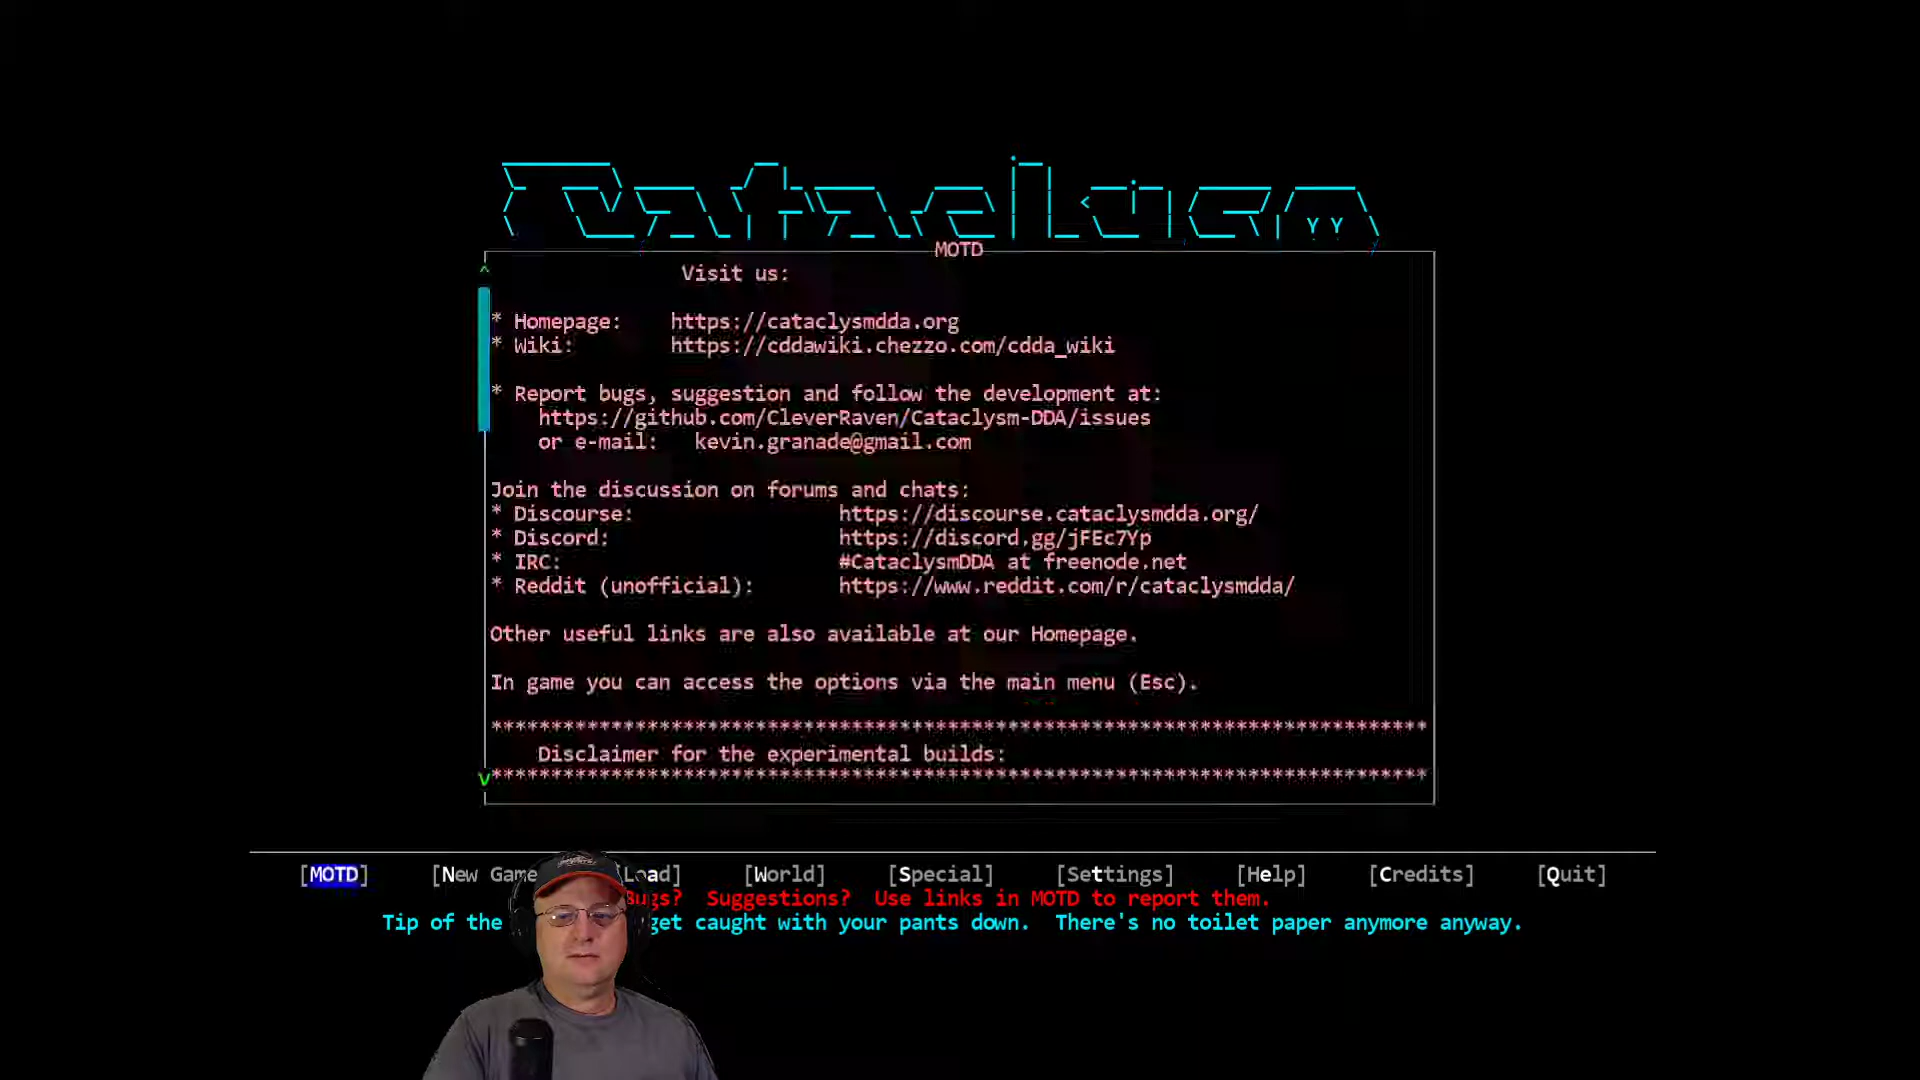 Cataclysm
MOTD
Visit us:
* Homepage: https://cataclysmdda.org
* Wiki: https://cddawiki.chezzo.com/cdda_wiki
* Report bugs, suggestion and follow the development at:
https://github.com/CleverRaven/Cataclysm-DDA/issues
or e-mail: kevin.granade@gmail.com
Join the discussion on forums and chats:
* Discourse: https://discourse.cataclysmdda.org/
* Discord: https://discord.gg/jFEc7Yp
* IRC: #CataclysmDDA at freenode.net
* Reddit (unofficial): https://www.reddit.com/r/cataclysmdda/
Other useful links are also available at our Homepage.
In game you can access the options via the main menu (Esc).
******************************************************************************
Disclaimer for the experimental builds:
******************************************************************************
[MOTD] [New Game [Load] [World] [Special] [Settings] [Help] [Credits] [Quit]
Bugs? Suggestions? Use links in MOTD to report them.
Tip of the get caught with your pants down. There's no toilet paper anymore anyway.